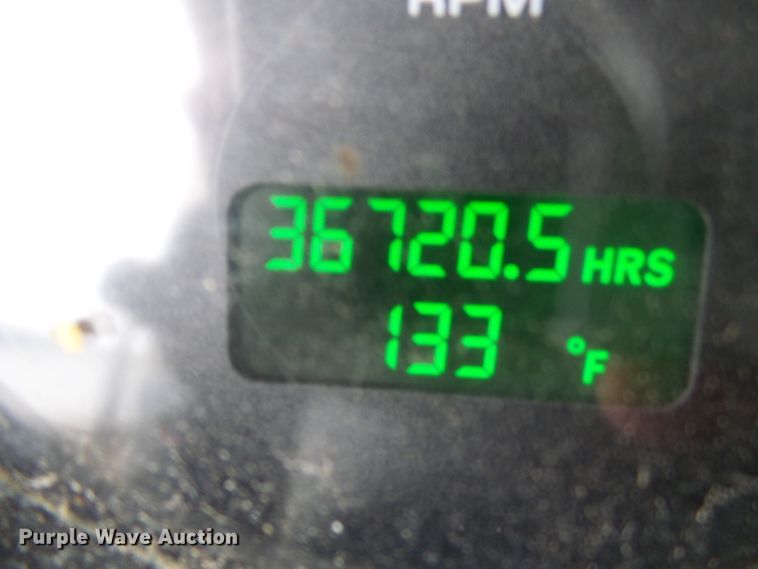 RPM
36720.5 HRS
133 °F
Purple Wave Auction